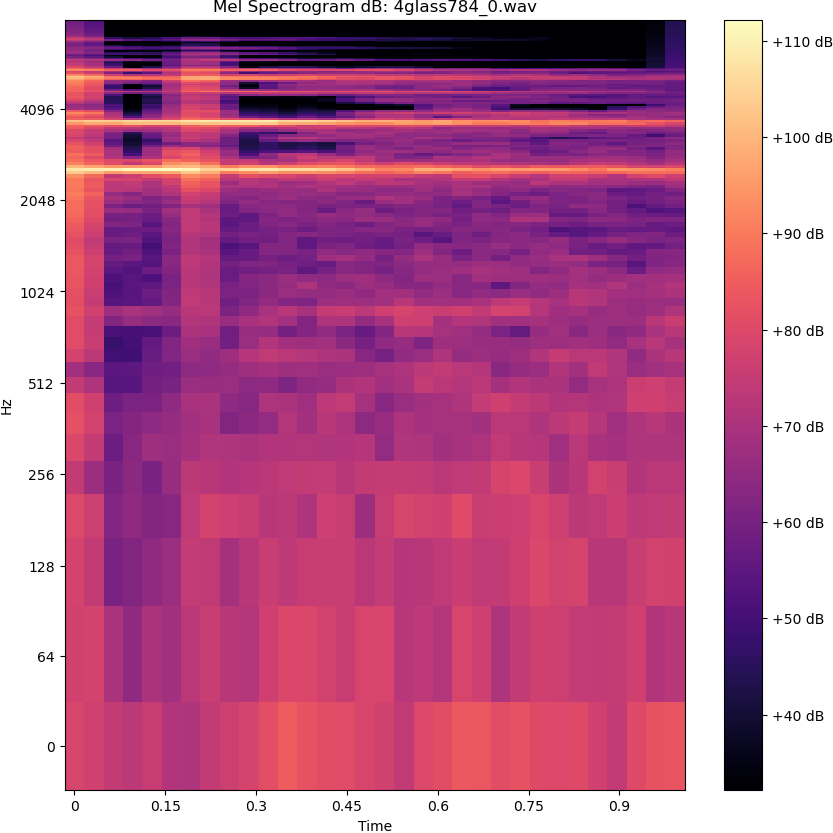 Mel Spectrogram dB: 4glass784_0.wav
+110 dB
4096
+100 dB
2048
+90 dB
1024
+80 dB
512
Hz
+70 dB
256
+60 dB
128
+50 dB
64
+40 dB
0
0 0.15 0.3 0.45 0.6 0.75 0.9
Time